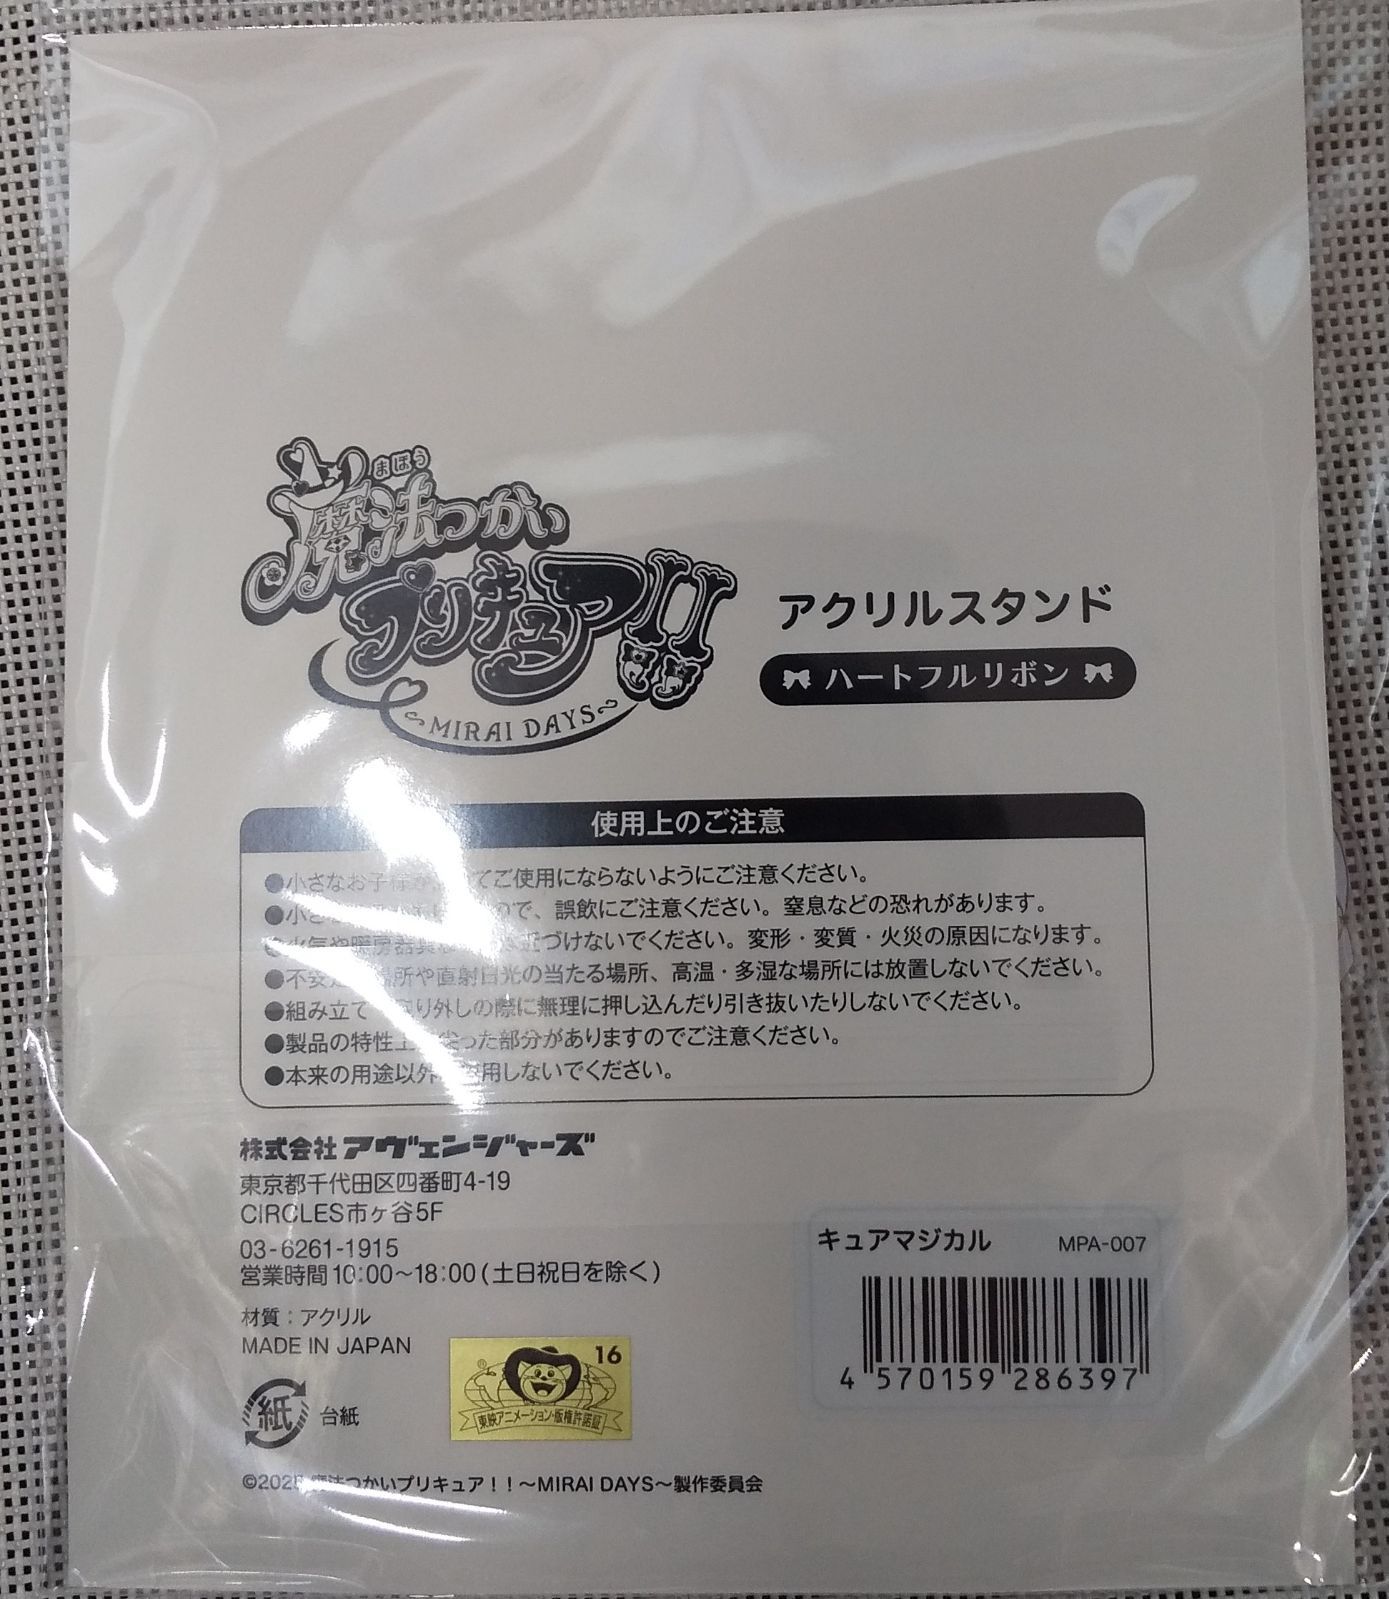 まほう
魔法つかい
プリキュア!!
～MIRAI DAYS～
アクリルスタンド
ハートフルリボン
使用上のご注意
●小さなお子様が てご使用にならないようにご注意ください。
●小さ ので、誤飲にご注意ください。窒息などの恐れがあります。
●火気や暖房器具 近づけないでください。変形・変質・火災の原因になります。
●不安定 場所や直射日光の当たる場所、高温・多湿な場所には放置しないでください。
●組み立て 取り外しの際に無理に押し込んだり引き抜いたりしないでください。
●製品の特性上 尖った部分がありますのでご注意ください。
●本来の用途以外 使用しないでください。
株式会社アヴェンジャーズ
東京都千代田区四番町4-19
CIRCLES市ヶ谷5F
03-6261-1915
営業時間10:00～18:00(土日祝日を除く)
材質：アクリル
MADE IN JAPAN
紙 台紙
® 16
東映アニメーション・版権許諾証
キュアマジカル MPA-007
4 570159 286397
©2025 魔法つかいプリキュア！！～MIRAI DAYS～製作委員会